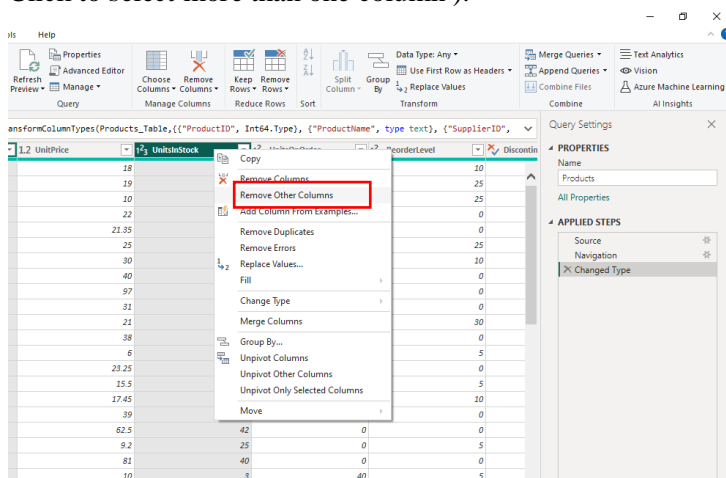 Click to select more than one column ).
ols Help
Refresh Preview Properties Advanced Editor Manage
Query
Choose Columns Remove Columns
Manage Columns
Keep Rows Remove Rows
Reduce Rows
Sort
Split Column Group By Data Type: Any Use First Row as Headers Replace Values
Transform
Merge Queries Append Queries Combine Files
Combine
Text Analytics Vision Azure Machine Learning
AI Insights
ansformColumnTypes(Products_Table,{{"ProductID", Int64.Type}, {"ProductName", type text}, {"SupplierID",
1.2 UnitPrice 1²3 UnitsInStock ReorderLevel Discontin
18 10
19 25
10 25
22 0
21.35 0
25 25
30 10
40 0
97 0
31 0
21 30
38 0
6 5
23.25 0
15.5 5
17.45 10
39 0
62.5 42 0 0
9.2 25 0 5
81 40 0 0
10 3 40 5
Copy
Remove Columns
Remove Other Columns
Add Column From Examples...
Remove Duplicates
Remove Errors
Replace Values...
Fill
Change Type
Merge Columns
Group By...
Unpivot Columns
Unpivot Other Columns
Unpivot Only Selected Columns
Move
Query Settings
PROPERTIES
Name
Products
All Properties
APPLIED STEPS
Source
Navigation
Changed Type